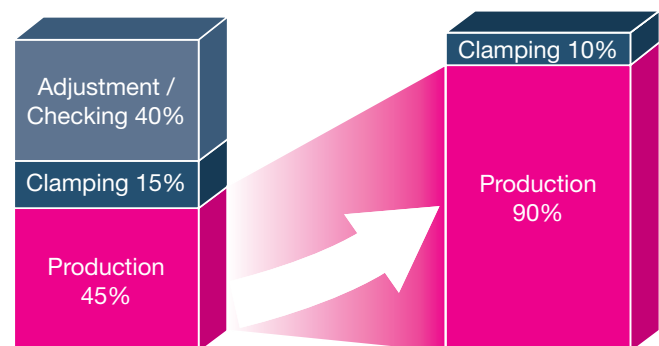 Adjustment /
Checking 40%
Clamping 15%
Production
45%
Clamping 10%
Production
90%